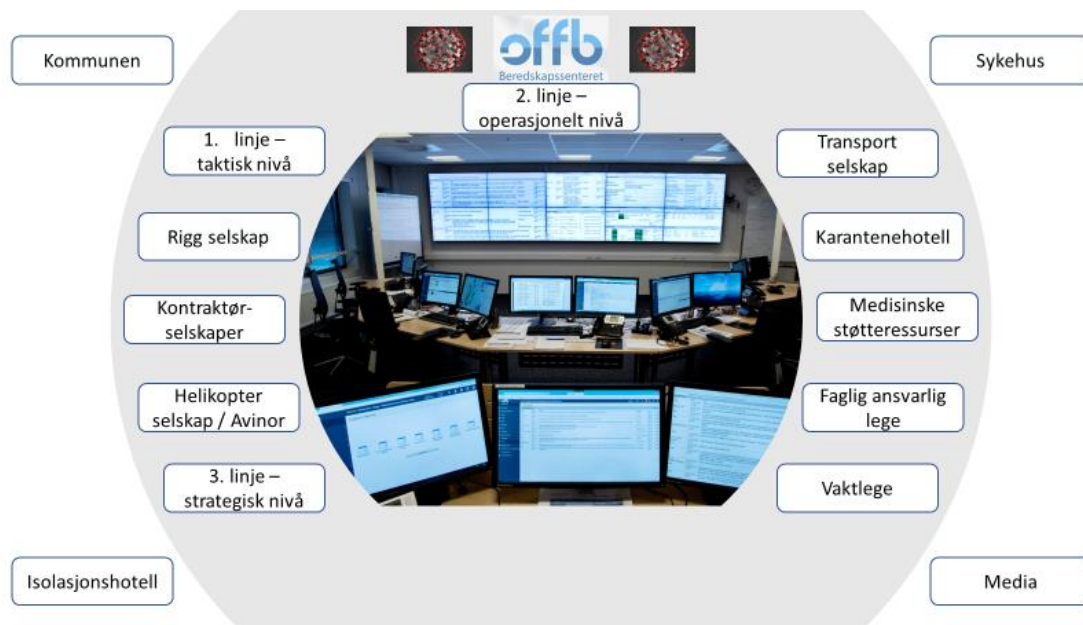 offb
Beredskapssenteret
Kommunen
Sykehus
2. linje –
operasjonelt nivå
1. linje –
taktisk nivå
Transport
selskap
Rigg selskap
Karantenehotell
Kontraktør-
selskaper
Medisinske
støtteressurser
Helikopter
selskap / Avinor
Faglig ansvarlig
lege
3. linje –
strategisk nivå
Vaktlege
Isolasjonshotell
Media